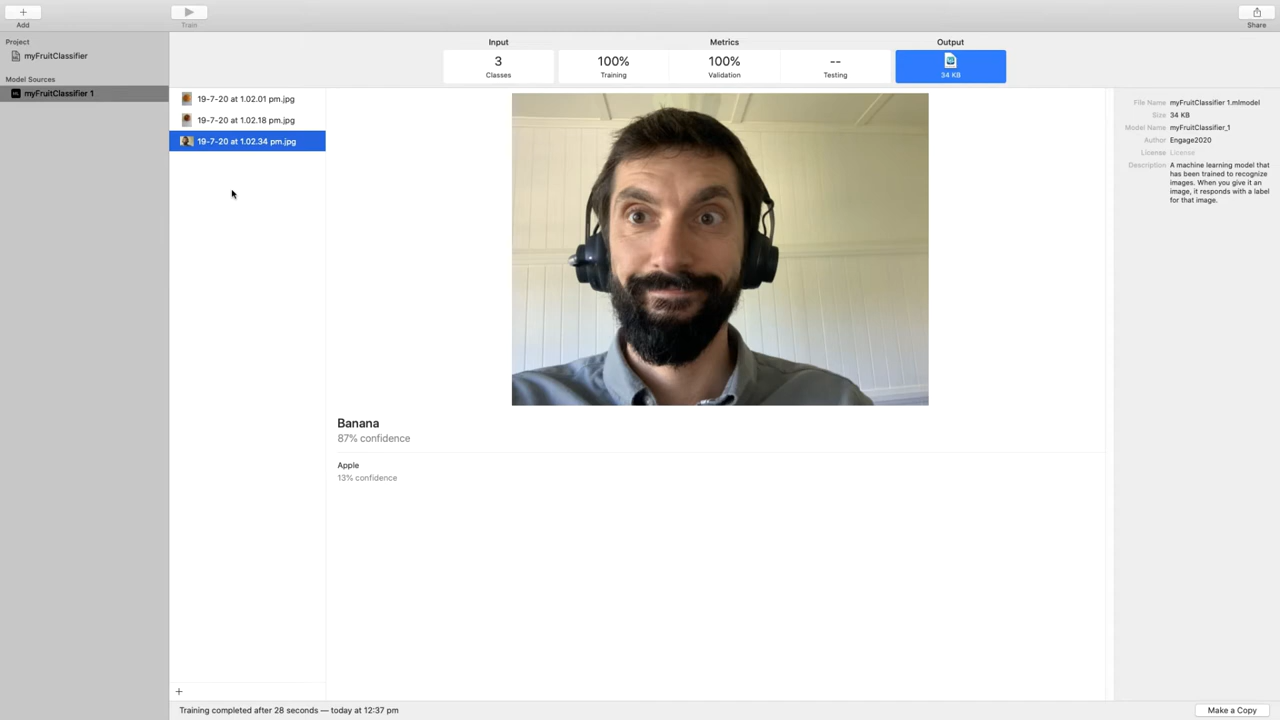 Add
Train
Share
Project
myFruitClassifier
Model Sources
myFruitClassifier 1
Input
Metrics
Output
3
Classes
100%
Training
100%
Validation
--
Testing
34 KB
19-7-20 at 1.02.01 pm.jpg
19-7-20 at 1.02.18 pm.jpg
19-7-20 at 1.02.34 pm.jpg
File Name myFruitClassifier 1.mlmodel
Size 34 KB
Model Name myFruitClassifier_1
Author Engage2020
License License
Description A machine learning model that
has been trained to recognize
images. When you give it an
image, it responds with a label
for that image.
Banana
87% confidence
Apple
13% confidence
Training completed after 28 seconds — today at 12:37 pm
Make a Copy